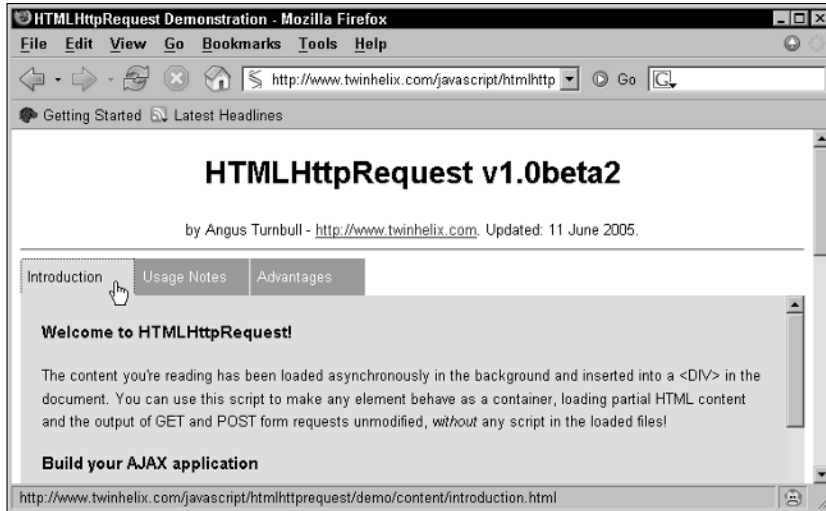 HTMLHttpRequest Demonstration - Mozilla Firefox
File Edit View Go Bookmarks Tools Help
http://www.twinhelix.com/javascript/htmlhttp Go G
Getting Started Latest Headlines
HTMLHttpRequest v1.0beta2
by Angus Turnbull - http://www.twinhelix.com. Updated: 11 June 2005.
Introduction Usage Notes Advantages
Welcome to HTMLHttpRequest!
The content you're reading has been loaded asynchronously in the background and inserted into a <DIV> in the
document. You can use this script to make any element behave as a container, loading partial HTML content
and the output of GET and POST form requests unmodified, without any script in the loaded files!
Build your AJAX application
http://www.twinhelix.com/javascript/htmlhttprequest/demo/content/introduction.html